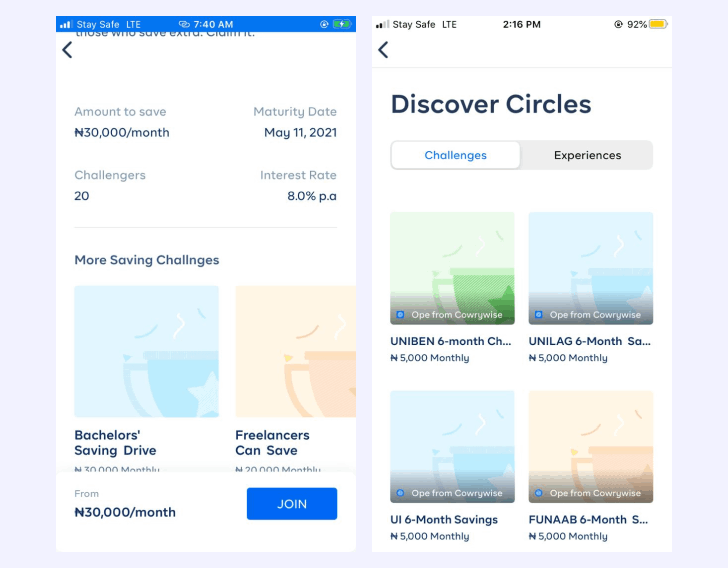 Stay Safe LTE 7:40 AM
those who save extra. Claim it.
Amount to save
Maturity Date
₦30,000/month
May 11, 2021
Challengers
Interest Rate
20
8.0% p.a
More Saving Challnges
Bachelors'
Saving Drive
₦ 30,000 Monthly
Freelancers
Can Save
₦ 20,000 Monthly
From
₦30,000/month
JOIN
Stay Safe LTE 2:16 PM 92%
Discover Circles
Challenges
Experiences
Ope from Cowrywise
UNIBEN 6-month Ch...
₦ 5,000 Monthly
Ope from Cowrywise
UNILAG 6-Month Sa...
₦ 5,000 Monthly
Ope from Cowrywise
UI 6-Month Savings
₦ 5,000 Monthly
Ope from Cowrywise
FUNAAB 6-Month S...
₦ 5,000 Monthly